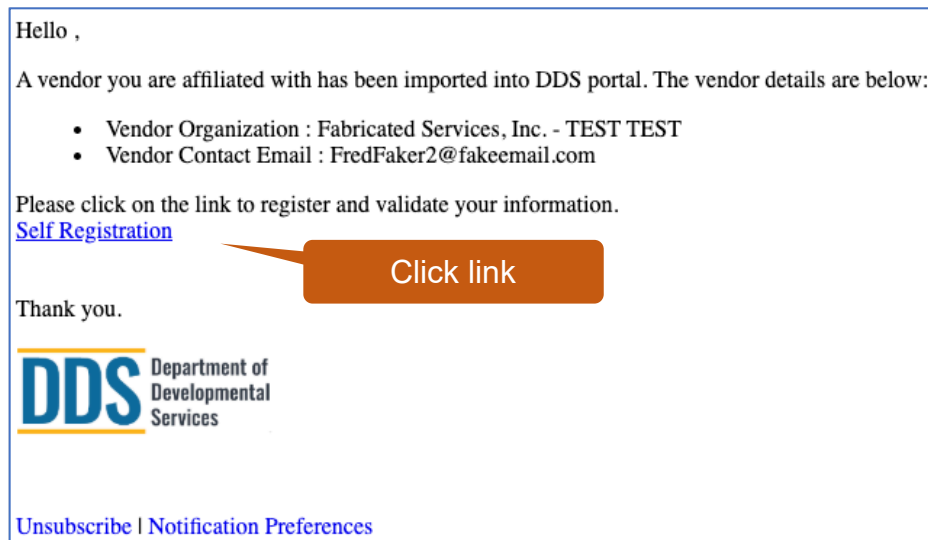 Hello ,
A vendor you are affiliated with has been imported into DDS portal. The vendor details are below:
• Vendor Organization : Fabricated Services, Inc. - TEST TEST
• Vendor Contact Email : FredFaker2@fakeemail.com
Please click on the link to register and validate your information.
Self Registration
Click link
Thank you.
DDS Department of
Developmental
Services
Unsubscribe | Notification Preferences